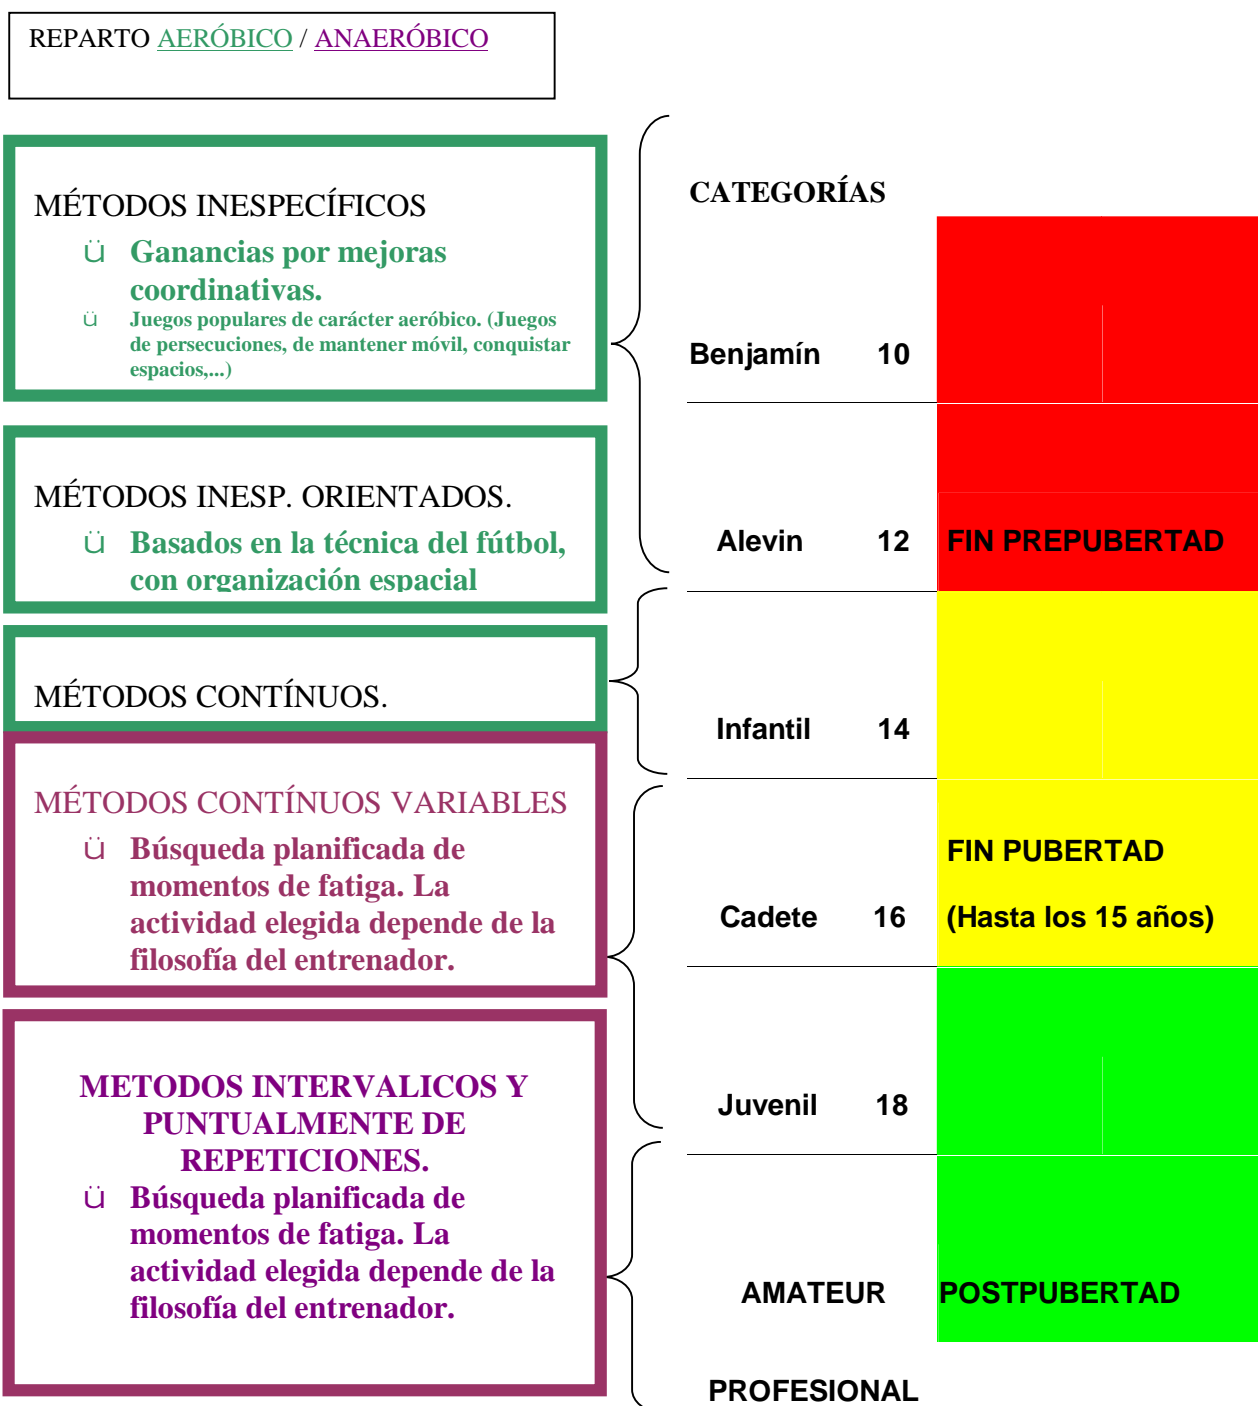 REPARTO AERÓBICO / ANAERÓBICO
MÉTODOS INESPECÍFICOS
ü Ganancias por mejoras
coordinativas.
ü Juegos populares de carácter aeróbico. (Juegos
de persecuciones, de mantener móvil, conquistar
espacios,...)
MÉTODOS INESP. ORIENTADOS.
ü Basados en la técnica del fútbol,
con organización espacial
MÉTODOS CONTÍNUOS.
MÉTODOS CONTÍNUOS VARIABLES
ü Búsqueda planificada de
momentos de fatiga. La
actividad elegida depende de la
filosofía del entrenador.
METODOS INTERVALICOS Y
PUNTUALMENTE DE
REPETICIONES.
ü Búsqueda planificada de
momentos de fatiga. La
actividad elegida depende de la
filosofía del entrenador.
CATEGORÍAS
Benjamín 10
Alevin 12 FIN PREPUBERTAD
Infantil 14
FIN PUBERTAD
Cadete 16 (Hasta los 15 años)
Juvenil 18
AMATEUR POSTPUBERTAD
PROFESIONAL